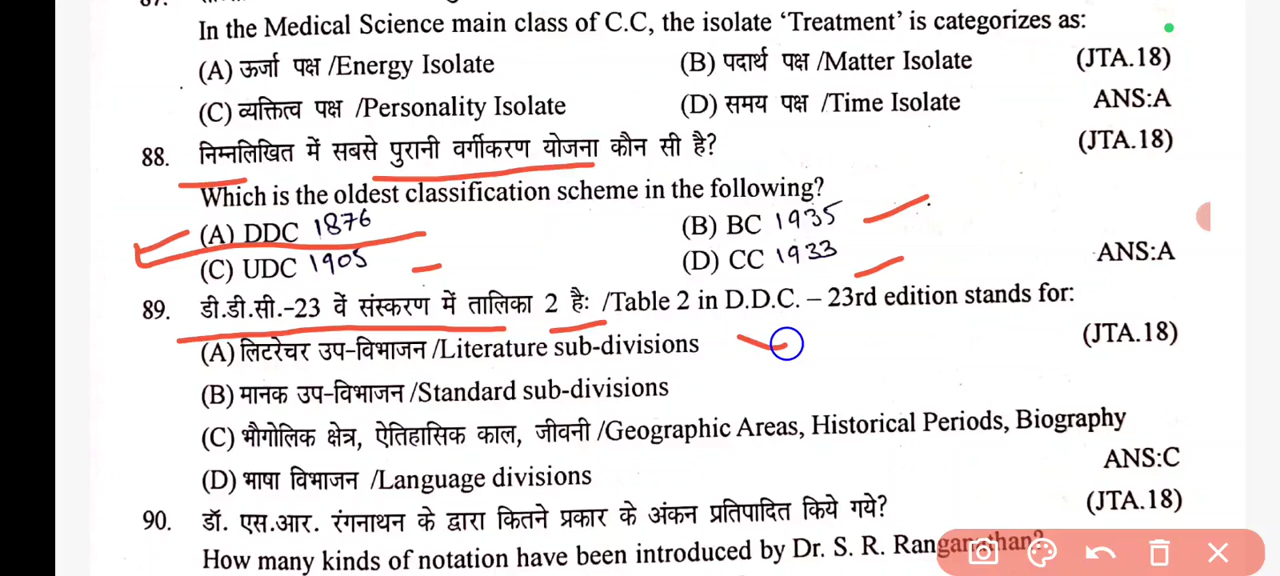 87.
In the Medical Science main class of C.C, the isolate ‘Treatment’ is categorizes as:
(A) ऊर्जा पक्ष /Energy Isolate (B) पदार्थ पक्ष /Matter Isolate (JTA.18)
(C) व्यक्तित्व पक्ष /Personality Isolate (D) समय पक्ष /Time Isolate ANS:A
88. निम्नलिखित में सबसे पुरानी वर्गीकरण योजना कौन सी है? (JTA.18)
Which is the oldest classification scheme in the following?
(A) DDC 1876 (B) BC 1935
(C) UDC 1905 (D) CC 1933 ANS:A
89. डी.डी.सी.-23 वें संस्करण में तालिका 2 हैः /Table 2 in D.D.C. – 23rd edition stands for:
(A) लिटरेचर उप-विभाजन /Literature sub-divisions (JTA.18)
(B) मानक उप-विभाजन /Standard sub-divisions
(C) भौगोलिक क्षेत्र, ऐतिहासिक काल, जीवनी /Geographic Areas, Historical Periods, Biography
(D) भाषा विभाजन /Language divisions ANS:C
90. डॉ. एस.आर. रंगनाथन के द्वारा कितने प्रकार के अंकन प्रतिपादित किये गये? (JTA.18)
How many kinds of notation have been introduced by Dr. S. R. Ranganathan?